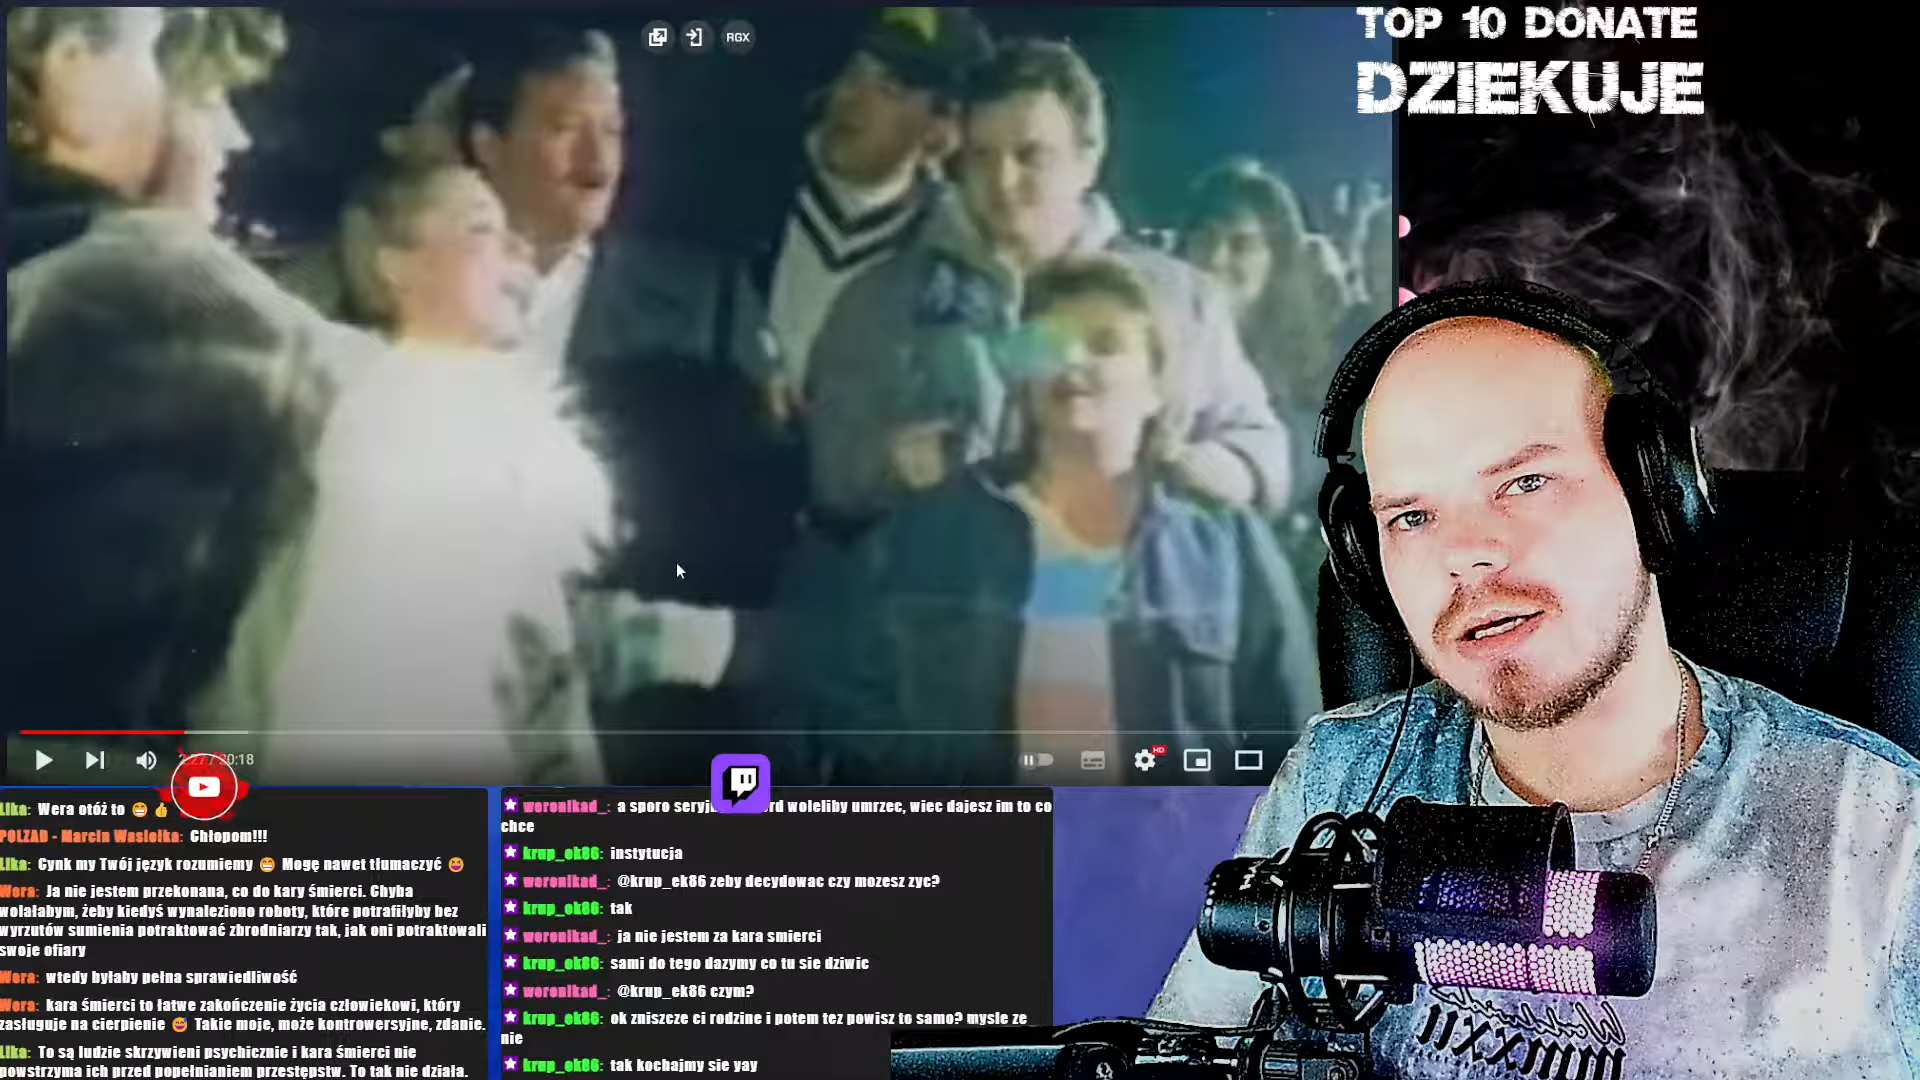 RGX
TOP 10 DONATE
DZIEKUJE
HD
Lika: Wera otóż to 😁 👍
POLZAD - Marcin Wasielka: Chłopom!!!
Lika: Cynk my Twój język rozumiemy 😁 Mogę nawet tłumaczyć 😆
Wera: Ja nie jestem przekonana, co do kary śmierci. Chyba
wolałabym, żeby kiedyś wynaleziono roboty, które potrafiłyby bez
wyrzutów sumienia potraktować zbrodniarzy tak, jak oni potraktowali
swoje ofiary
Wera: wtedy byłaby pełna sprawiedliwość
Wera: kara śmierci to łatwe zakończenie życia człowiekowi, który
zasługuje na cierpienie 😅 Takie moje, może kontrowersyjne, zdanie.
Lika: To są ludzie skrzywieni psychicznie i kara śmierci nie
powstrzyma ich przed popełnianiem przestępstw. To tak nie działa.
weronikad_: a sporo seryj rd woleliby umrzec, wiec dajesz im to co
chce
krup_ek86: instytucja
weronikad_: @krup_ek86 zeby decydowac czy mozesz zyc?
krup_ek86: tak
weronikad_: ja nie jestem za kara smierci
krup_ek86: sami do tego dazymy co tu sie dziwic
weronikad_: @krup_ek86 czym?
krup_ek86: ok zniszcze ci rodzine i potem tez powisz to samo? mysle ze
nie
krup_ek86: tak kochajmy sie yay